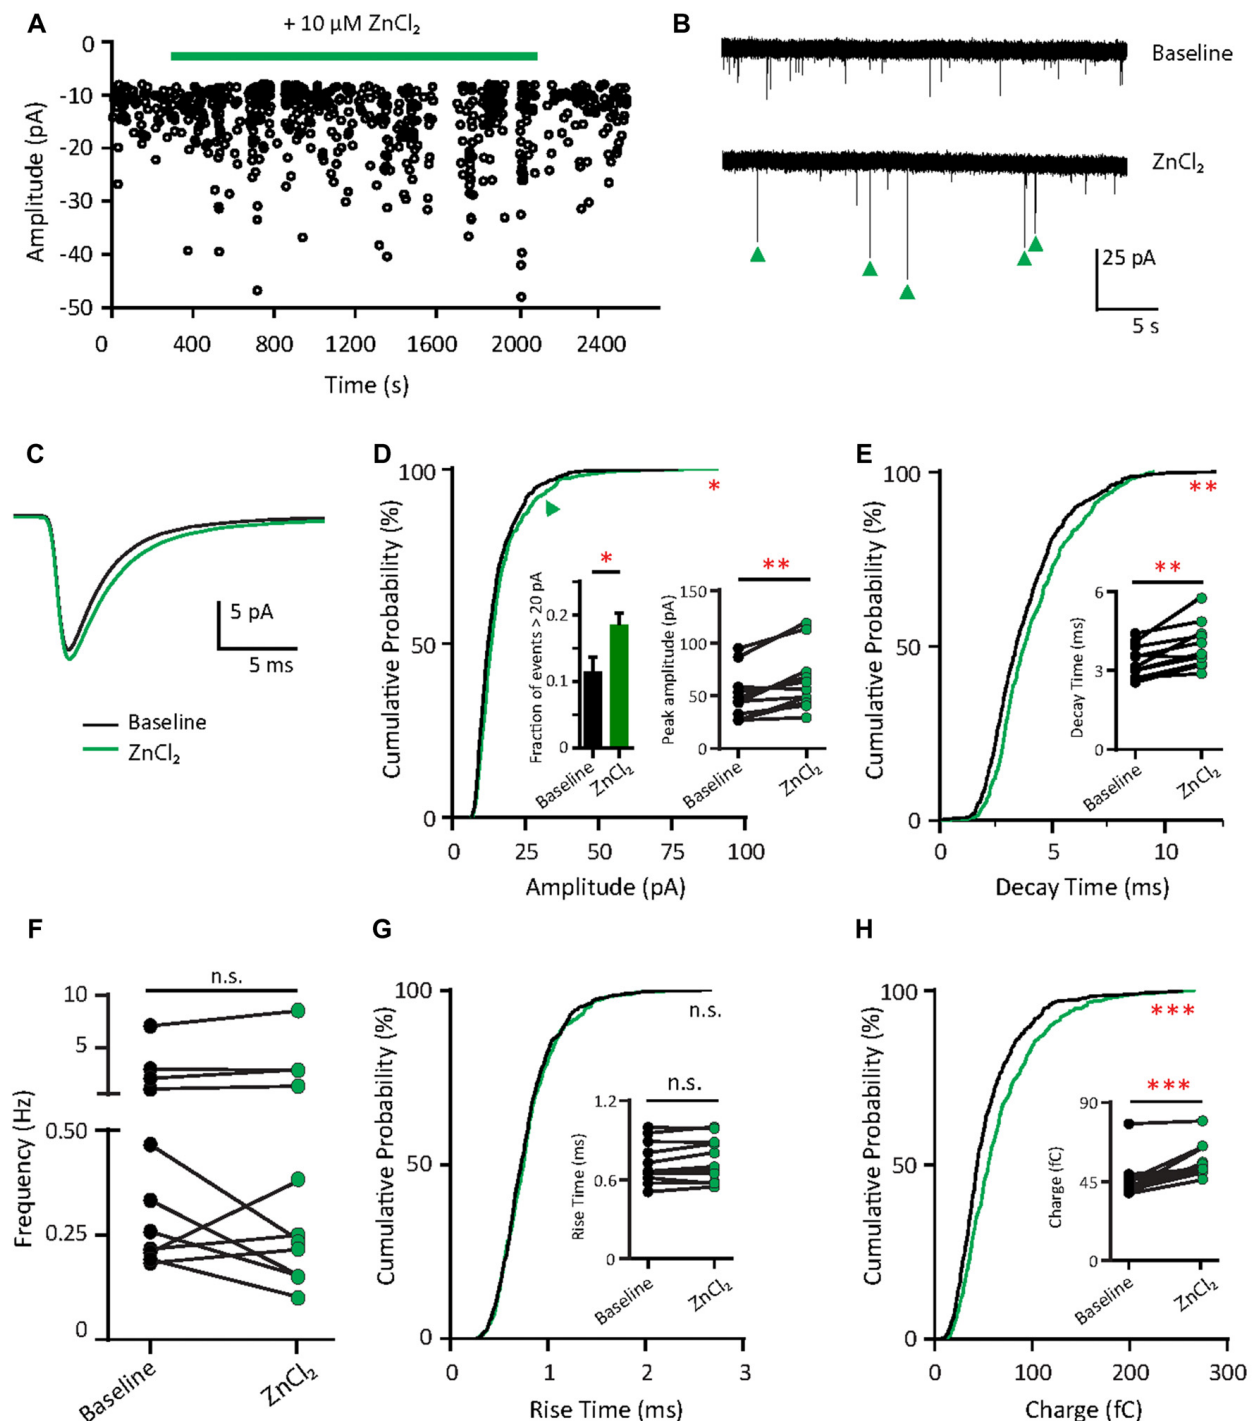 A
+ 10 µM ZnCl₂
0
-10
-20
-30
-40
-50
Amplitude (pA)
0 400 800 1200 1600 2000 2400
Time (s)
B
Baseline
ZnCl₂
25 pA
5 s
C
5 pA
5 ms
Baseline
ZnCl₂
D
100
50
0
Cumulative Probability (%)
0 25 50 75 100
Amplitude (pA)
*
*
0.2
0.1
0
Fraction of events > 20 pA
Baseline ZnCl₂
**
150
100
50
0
Peak amplitude (pA)
Baseline ZnCl₂
E
100
50
0
Cumulative Probability (%)
0 5 10
Decay Time (ms)
**
**
6
3
0
Decay Time (ms)
Baseline ZnCl₂
F
n.s.
10
5
0.50
0.25
0
Frequency (Hz)
Baseline ZnCl₂
G
100
50
0
Cumulative Probability (%)
0 1 2 3
Rise Time (ms)
n.s.
n.s.
1.2
0.6
0
Rise Time (ms)
Baseline ZnCl₂
H
100
50
0
Cumulative Probability (%)
0 100 200 300
Charge (fC)
***
***
90
45
0
Charge (fC)
Baseline ZnCl₂